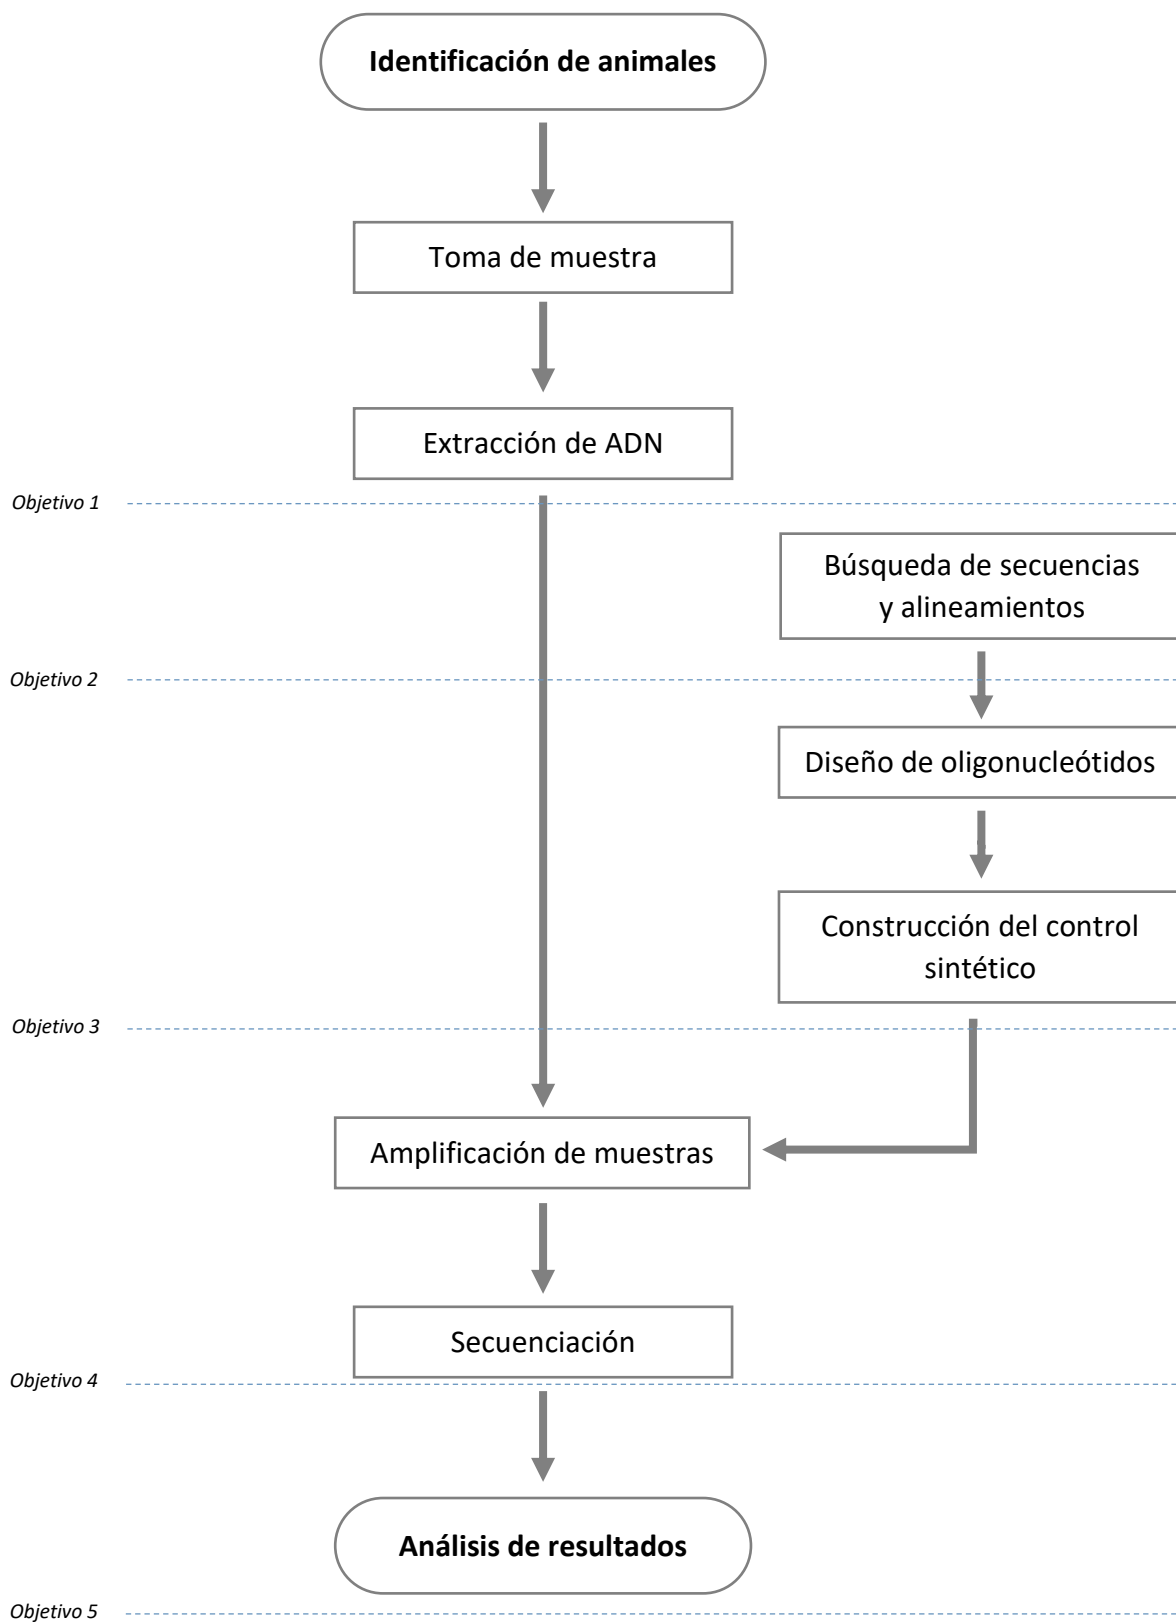 Identificación de animales
Toma de muestra
Extracción de ADN
Objetivo 1
Búsqueda de secuencias
y alineamientos
Objetivo 2
Diseño de oligonucleótidos
Construcción del control
sintético
Objetivo 3
Amplificación de muestras
Secuenciación
Objetivo 4
Análisis de resultados
Objetivo 5